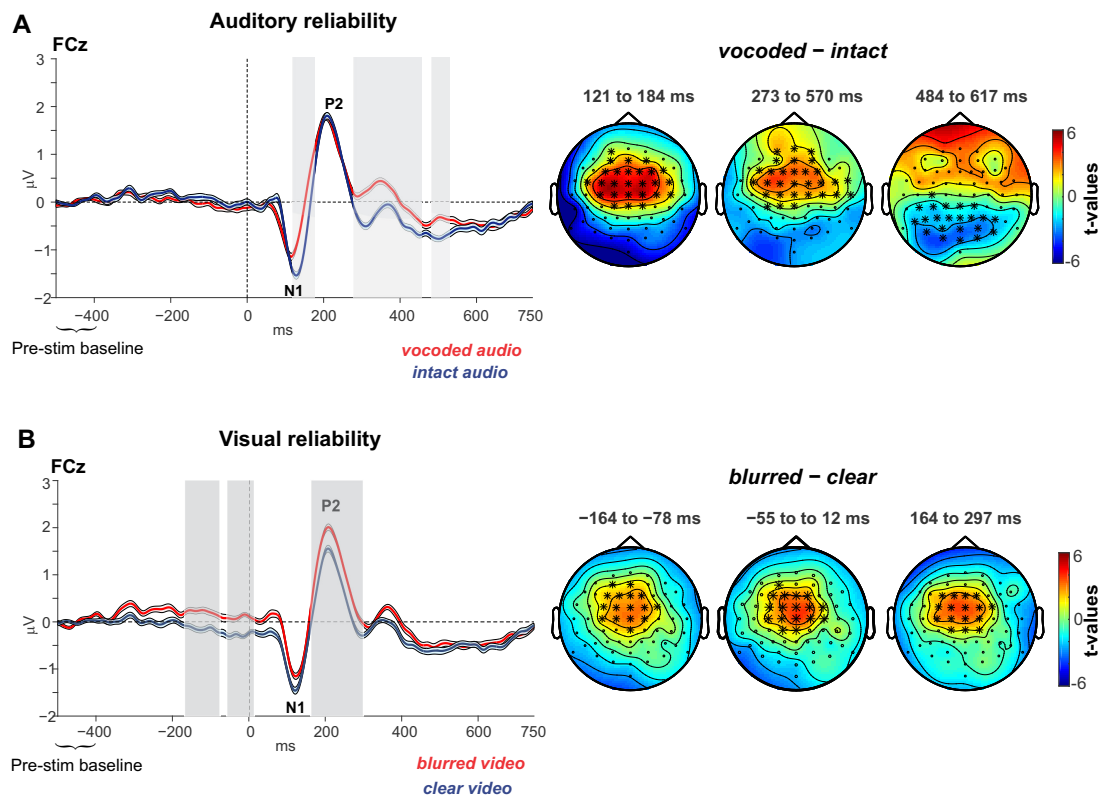 A
Auditory reliability
FCz
3
2
1
0
−1
−2
µV
P2
N1
−400
−200
0
200
400
600
750
ms
Pre-stim baseline
vocoded audio
intact audio
vocoded − intact
121 to 184 ms
273 to 570 ms
484 to 617 ms
6
0
-6
t-values
B
Visual reliability
FCz
3
2
1
0
−1
−2
µV
P2
N1
−400
−200
0
200
400
600
750
ms
Pre-stim baseline
blurred video
clear video
blurred − clear
−164 to −78 ms
−55 to to 12 ms
164 to 297 ms
6
0
-6
t-values